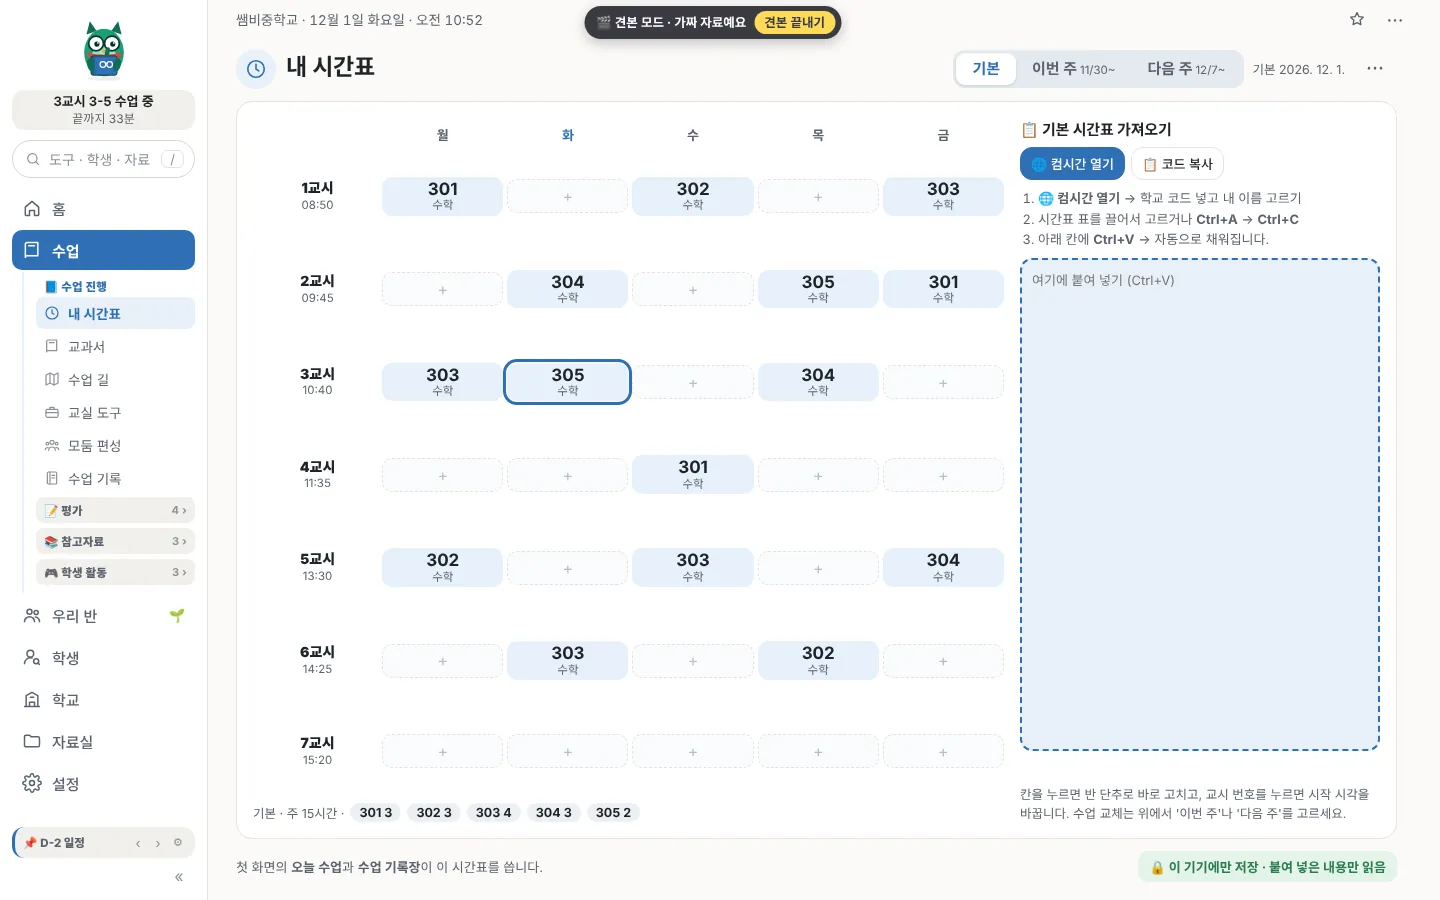 쌤비중학교 · 12월 1일 화요일 · 오전 10:52
🎬 견본 모드 · 가짜 자료예요 견본 끝내기
3교시 3-5 수업 중
끝까지 33분
도구 · 학생 · 자료 /
홈
수업
📘 수업 진행
내 시간표
교과서
수업 길
교실 도구
모둠 편성
수업 기록
📝 평가 4 ›
📚 참고자료 3 ›
🎮 학생 활동 3 ›
우리 반 🌱
학생
학교
자료실
설정
📌 D-2 일정 ‹ › ⚙
«
내 시간표
기본 이번 주 11/30~ 다음 주 12/7~ 기본 2026. 12. 1. ···
월 화 수 목 금
1교시 301 + 302 + 303
08:50 수학 수학 수학
2교시 + 304 + 305 301
09:45 수학 수학 수학
3교시 303 305 + 304 +
10:40 수학 수학 수학
4교시 + + 301 + +
11:35 수학
5교시 302 + 303 + 304
13:30 수학 수학 수학
6교시 + 303 + 302 +
14:25 수학 수학
7교시 + + + + +
15:20
기본 · 주 15시간 · 301 3 302 3 303 4 304 3 305 2
📋 기본 시간표 가져오기
🌐 컴시간 열기 📋 코드 복사
1. 🌐 컴시간 열기 → 학교 코드 넣고 내 이름 고르기
2. 시간표 표를 끌어서 고르거나 Ctrl+A → Ctrl+C
3. 아래 칸에 Ctrl+V → 자동으로 채워집니다.
여기에 붙여 넣기 (Ctrl+V)
칸을 누르면 반 단추로 바로 고치고, 교시 번호를 누르면 시작 시각을
바꿉니다. 수업 교체는 위에서 '이번 주'나 '다음 주'를 고르세요.
첫 화면의 오늘 수업과 수업 기록장이 이 시간표를 씁니다.
🔒 이 기기에만 저장 · 붙여 넣은 내용만 읽음